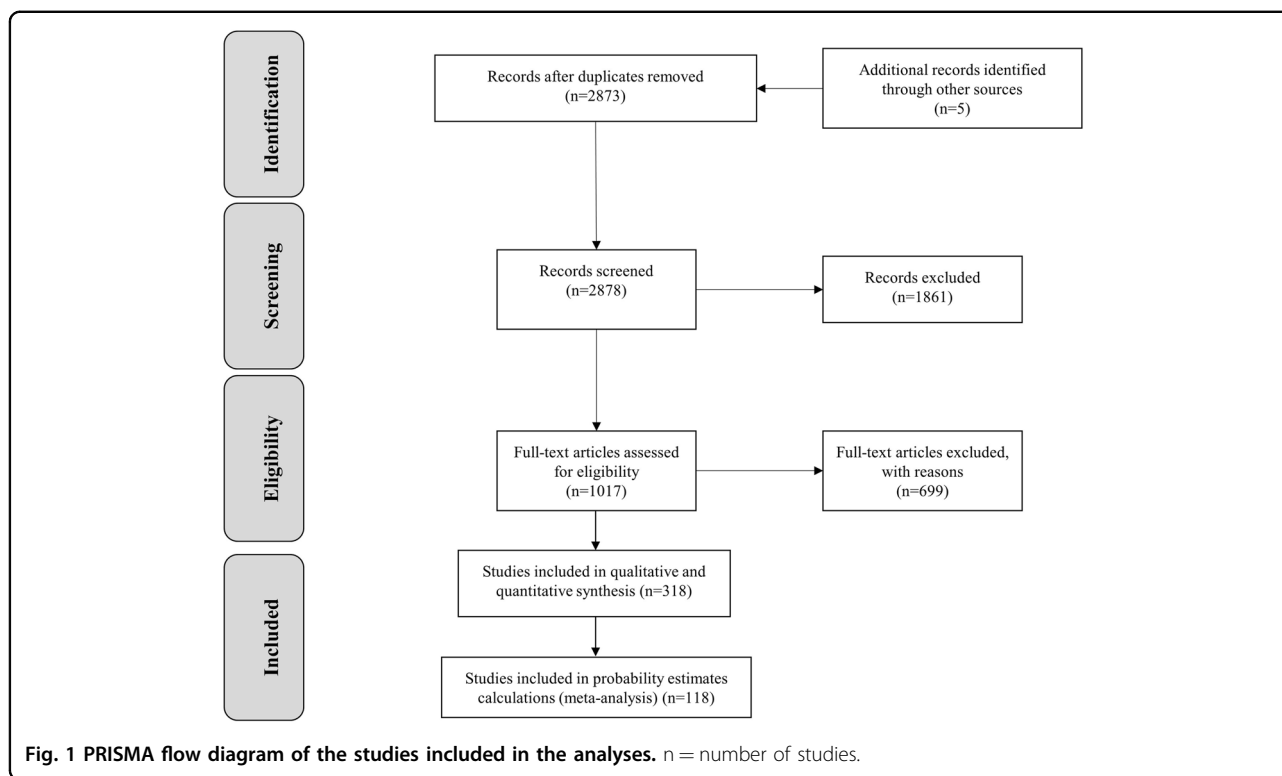 Identification
Records after duplicates removed
(n=2873)
Additional records identified
through other sources
(n=5)
Screening
Records screened
(n=2878)
Records excluded
(n=1861)
Eligibility
Full-text articles assessed
for eligibility
(n=1017)
Full-text articles excluded,
with reasons
(n=699)
Included
Studies included in qualitative and
quantitative synthesis (n=318)
Studies included in probability estimates
calculations (meta-analysis) (n=118)
Fig. 1 PRISMA flow diagram of the studies included in the analyses. n = number of studies.